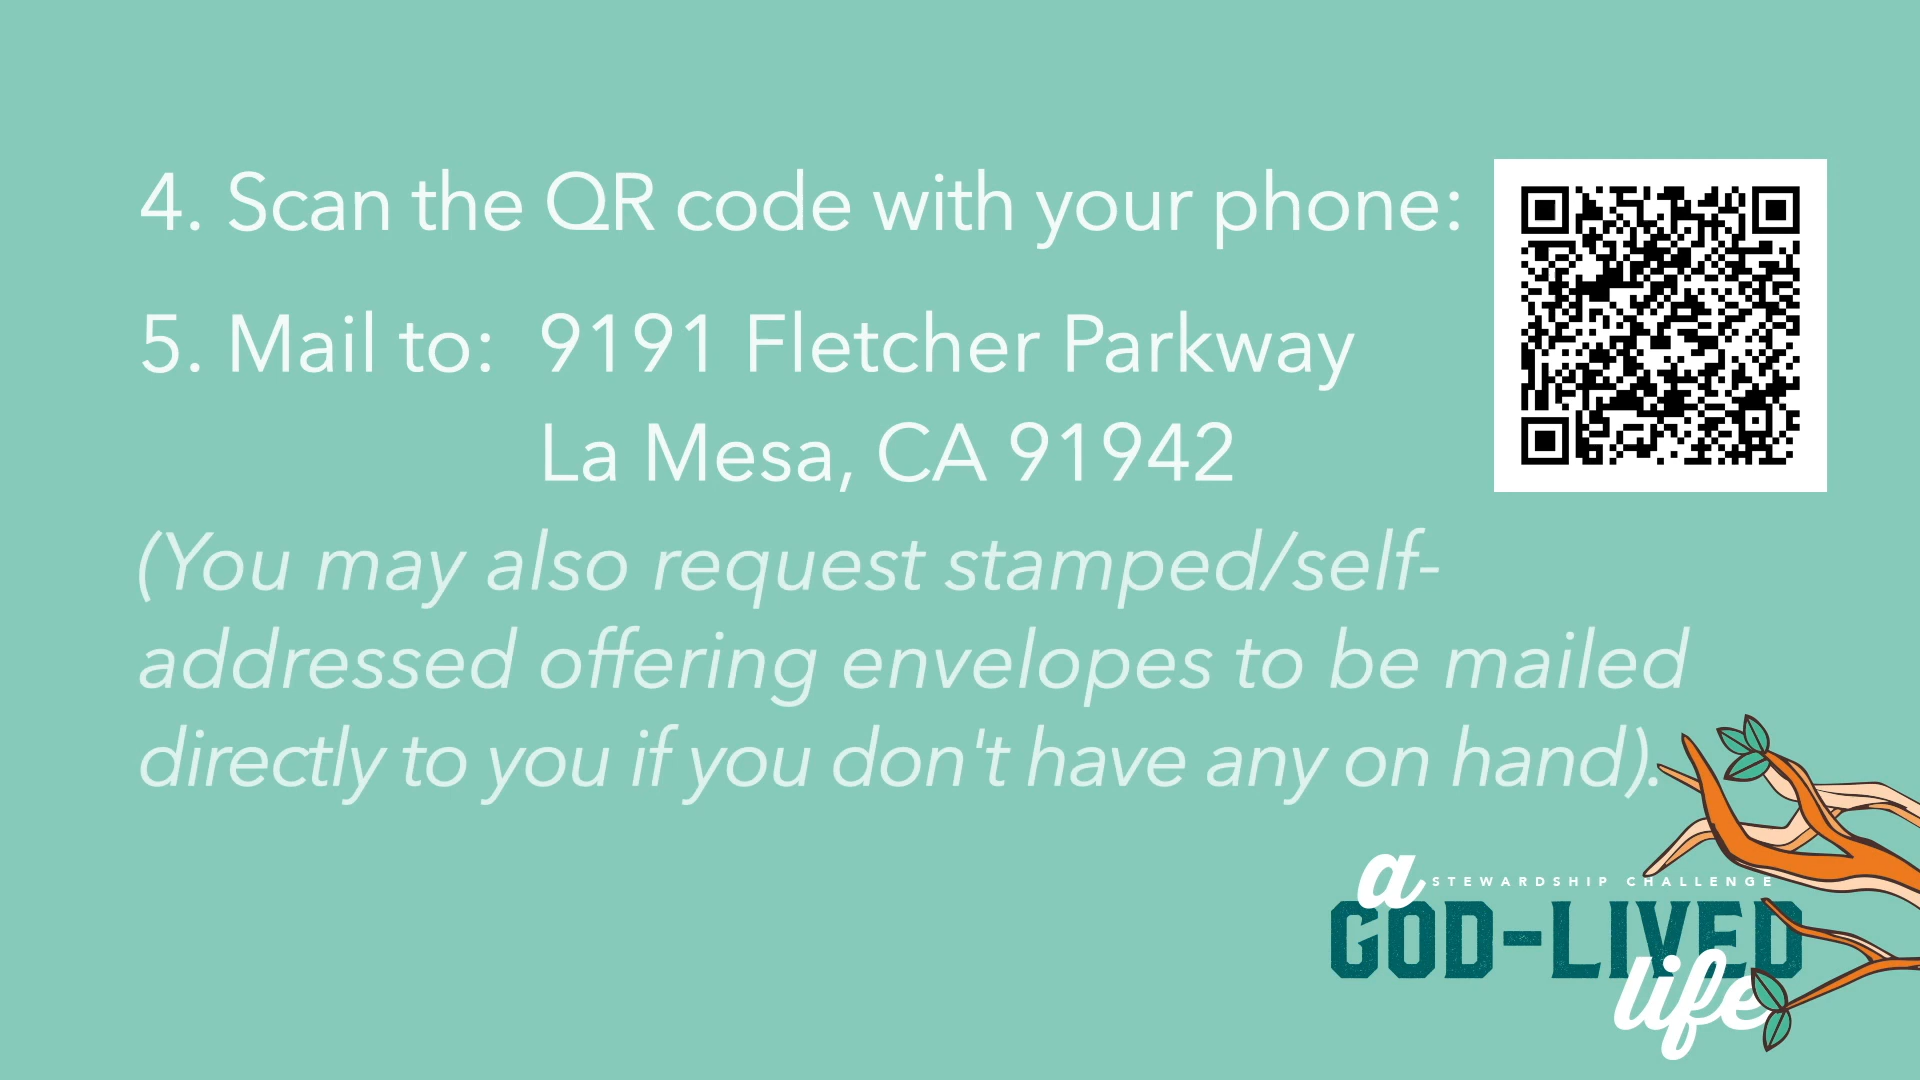 4. Scan the QR code with your phone:
5. Mail to: 9191 Fletcher Parkway
La Mesa, CA 91942
(You may also request stamped/self-
addressed offering envelopes to be mailed
directly to you if you don't have any on hand).
a STEWARDSHIP CHALLENGE
GOD-LIVED
life